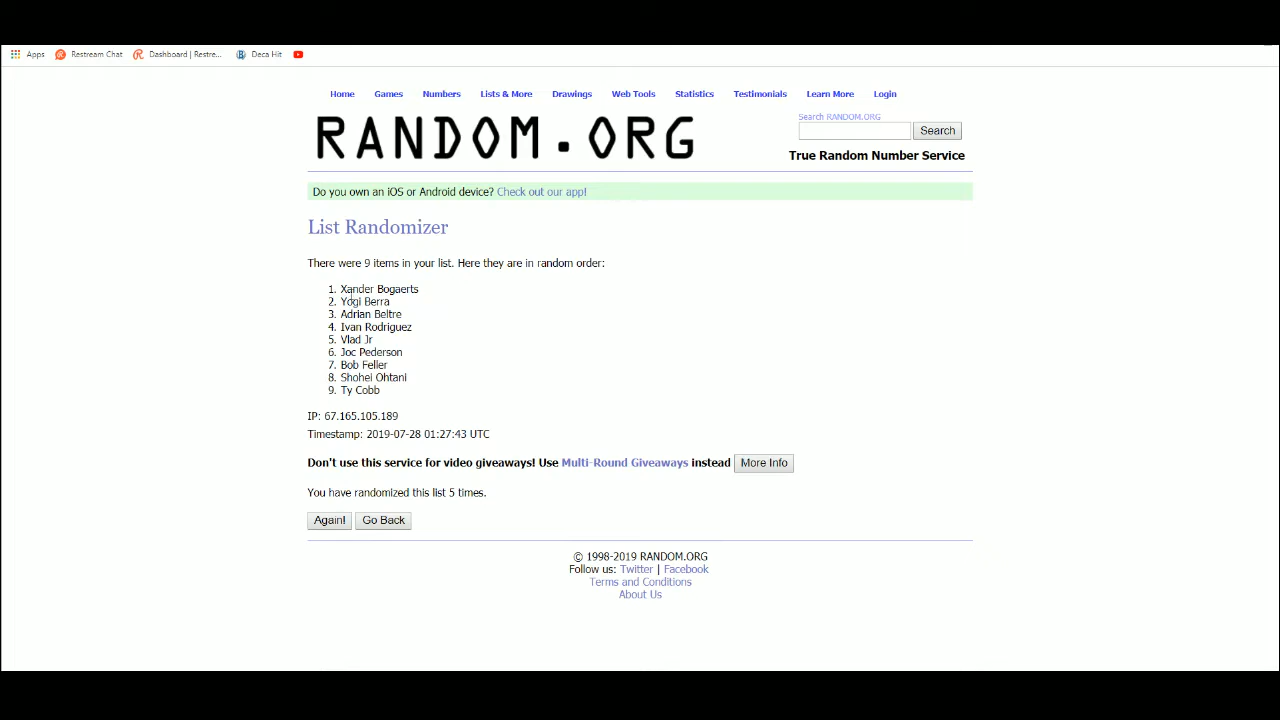 Apps Restream Chat Dashboard | Restre... Deca Hit
Home Games Numbers Lists & More Drawings Web Tools Statistics Testimonials Learn More Login
RANDOM.ORG
Search RANDOM.ORG
Search
True Random Number Service
Do you own an iOS or Android device? Check out our app!
List Randomizer
There were 9 items in your list. Here they are in random order:
1. Xander Bogaerts
2. Yogi Berra
3. Adrian Beltre
4. Ivan Rodriguez
5. Vlad Jr
6. Joc Pederson
7. Bob Feller
8. Shohei Ohtani
9. Ty Cobb
IP: 67.165.105.189
Timestamp: 2019-07-28 01:27:43 UTC
Don't use this service for video giveaways! Use Multi-Round Giveaways instead More Info
You have randomized this list 5 times.
Again! Go Back
© 1998-2019 RANDOM.ORG
Follow us: Twitter | Facebook
Terms and Conditions
About Us